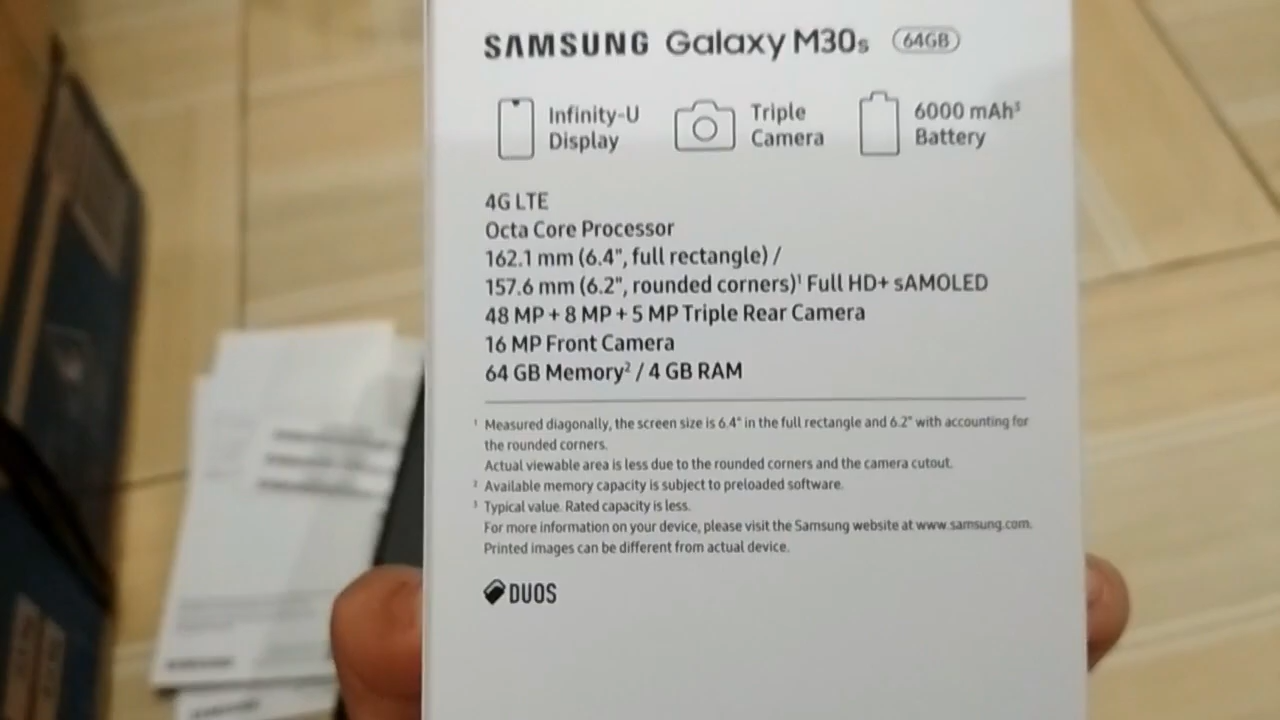 SAMSUNG Galaxy M30s 64GB
Infinity-U Display
Triple Camera
6000 mAh³ Battery
4G LTE
Octa Core Processor
162.1 mm (6.4", full rectangle) /
157.6 mm (6.2", rounded corners)¹ Full HD+ sAMOLED
48 MP + 8 MP + 5 MP Triple Rear Camera
16 MP Front Camera
64 GB Memory² / 4 GB RAM
¹ Measured diagonally, the screen size is 6.4" in the full rectangle and 6.2" with accounting for
the rounded corners.
Actual viewable area is less due to the rounded corners and the camera cutout.
² Available memory capacity is subject to preloaded software.
³ Typical value. Rated capacity is less.
For more information on your device, please visit the Samsung website at www.samsung.com.
Printed images can be different from actual device.
DUOS